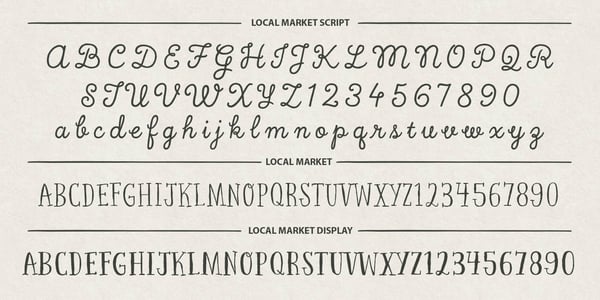 LOCAL MARKET SCRIPT
ABCDEFGHIJKLMNOPQR
STUVWXYZ1234567890
abcdefghijklmnopqrstuvwxyz
LOCAL MARKET
ABCDEFGHIJKLMNOPQRSTUVWXYZ1234567890
LOCAL MARKET DISPLAY
ABCDEFGHIJKLMNOPQRSTUVWXYZ1234567890